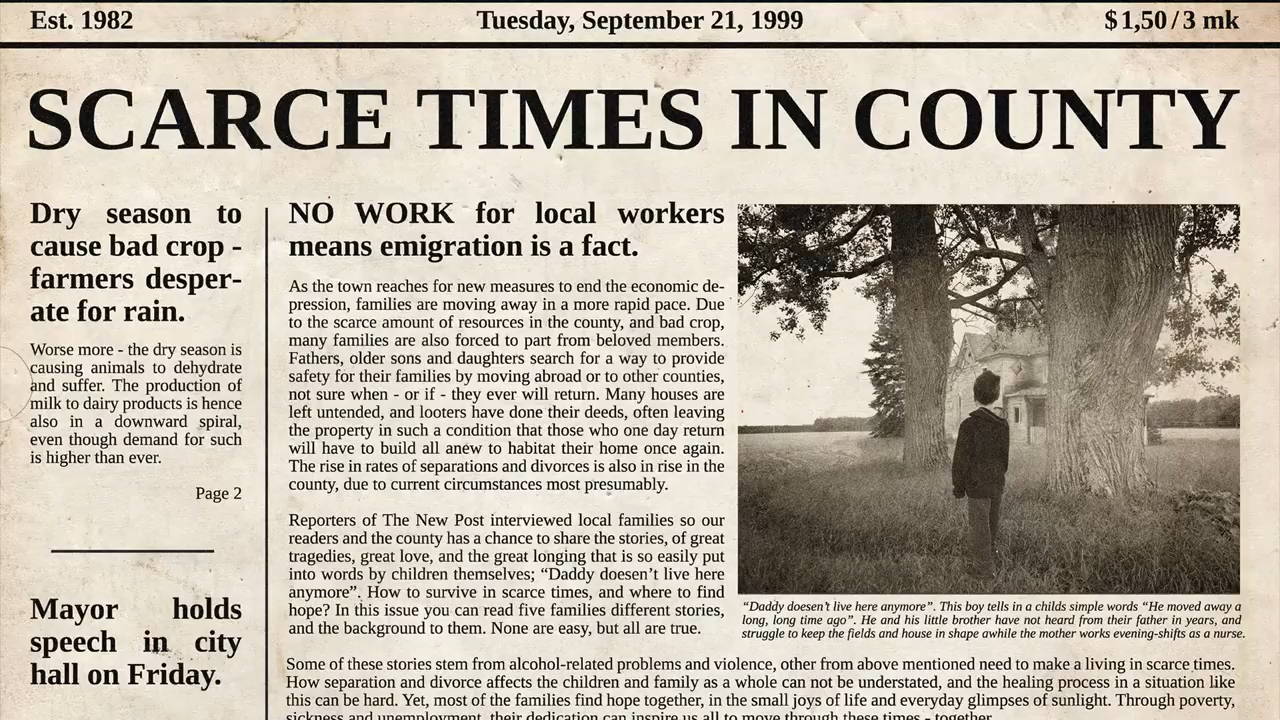 Est. 1982
Tuesday, September 21, 1999
$1,50/3 mk
SCARCE TIMES IN COUNTY
Dry season to
cause bad crop -
farmers desper-
ate for rain.
Worse more - the dry season is
causing animals to dehydrate
and suffer. The production of
milk to dairy products is hence
also in a downward spiral,
even though demand for such
is higher than ever.
Page 2
Mayor holds
speech in city
hall on Friday.
NO WORK for local workers
means emigration is a fact.
As the town reaches for new measures to end the economic de-
pression, families are moving away in a more rapid pace. Due
to the scarce amount of resources in the county, and bad crop,
many families are also forced to part from beloved members.
Fathers, older sons and daughters search for a way to provide
safety for their families by moving abroad or to other counties,
not sure when - or if - they ever will return. Many houses are
left untended, and looters have done their deeds, often leaving
the property in such a condition that those who one day return
will have to build all anew to habitat their home once again.
The rise in rates of separations and divorces is also in rise in the
county, due to current circumstances most presumably.
Reporters of The New Post interviewed local families so our
readers and the county has a chance to share the stories, of great
tragedies, great love, and the great longing that is so easily put
into words by children themselves; “Daddy doesen’t live here
anymore”. How to survive in scarce times, and where to find
hope? In this issue you can read five families different stories,
and the background to them. None are easy, but all are true.
“Daddy doesen’t live here anymore”. This boy tells in a childs simple words “He moved away a
long, long time ago”. He and his little brother have not heard from their father in years, and
struggle to keep the fields and house in shape awhile the mother works evening-shifts as a nurse.
Some of these stories stem from alcohol-related problems and violence, other from above mentioned need to make a living in scarce times.
How separation and divorce affects the children and family as a whole can not be understated, and the healing process in a situation like
this can be hard. Yet, most of the families find hope together, in the small joys of life and everyday glimpses of sunlight. Through poverty,
sickness and unemployment, their dedication can inspire us all to move through these times - together.